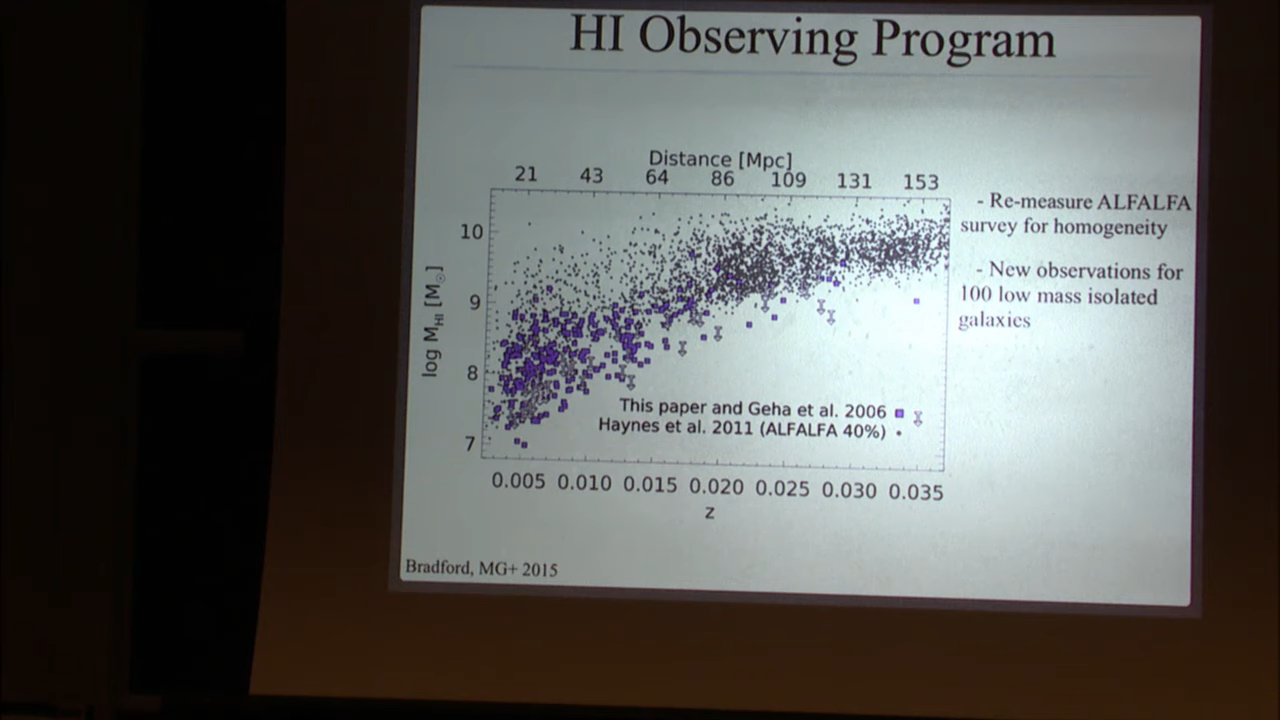 HI Observing Program
Distance [Mpc]
21 43 64 86 109 131 153
10
9
8
7
log M_HI [M_☉]
This paper and Geha et al. 2006
Haynes et al. 2011 (ALFALFA 40%)
0.005 0.010 0.015 0.020 0.025 0.030 0.035
z
- Re-measure ALFALFA
survey for homogeneity
- New observations for
100 low mass isolated
galaxies
Bradford, MG+ 2015